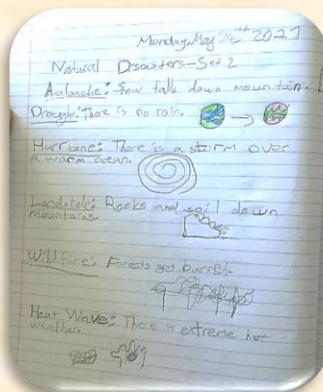 Monday, May 24th 2021
Natural Disasters-Set 2
Avalanche: Snow falls down mountain.
Drought: There is no rain.
Hurricane: There is a storm over
a warm ocean.
Landslide: Rocks and soil down
mountains.
Wildfire: Forests get burned.
Heat Wave: There is extreme hot
weather.